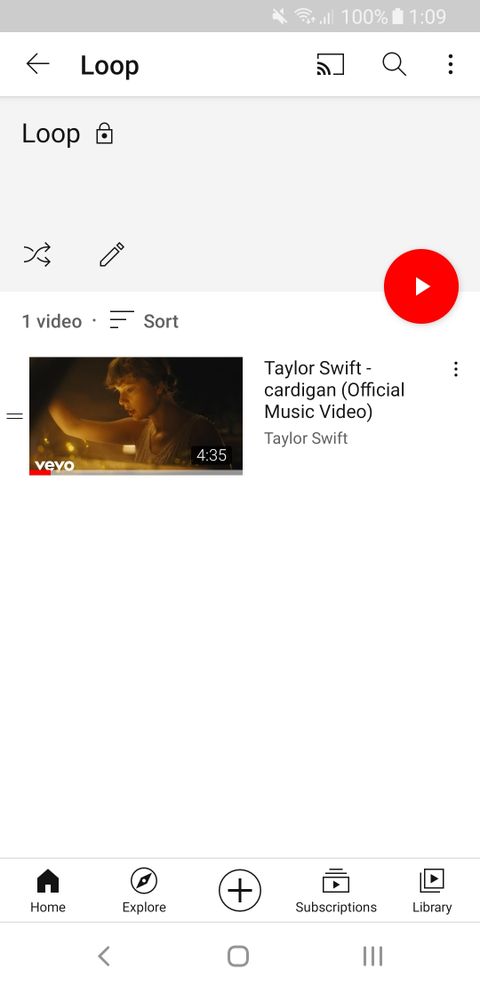 100% 1:09
Loop
Loop
1 video · Sort
Taylor Swift -
cardigan (Official
Music Video)
Taylor Swift
vevo
4:35
Home
Explore
Subscriptions
Library